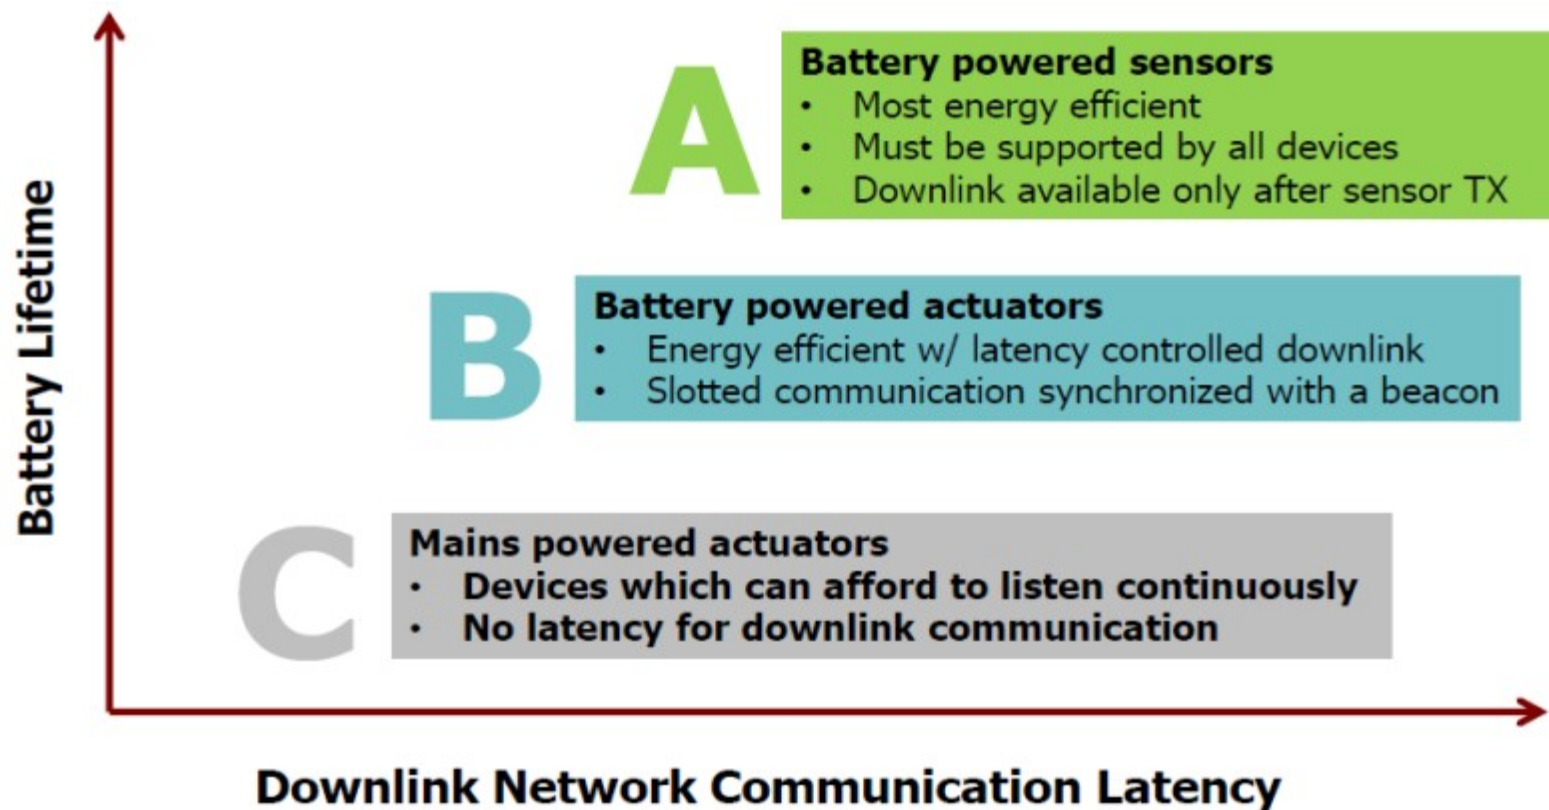 Battery Lifetime
A
Battery powered sensors
• Most energy efficient
• Must be supported by all devices
• Downlink available only after sensor TX
B
Battery powered actuators
• Energy efficient w/ latency controlled downlink
• Slotted communication synchronized with a beacon
C
Mains powered actuators
• Devices which can afford to listen continuously
• No latency for downlink communication
Downlink Network Communication Latency